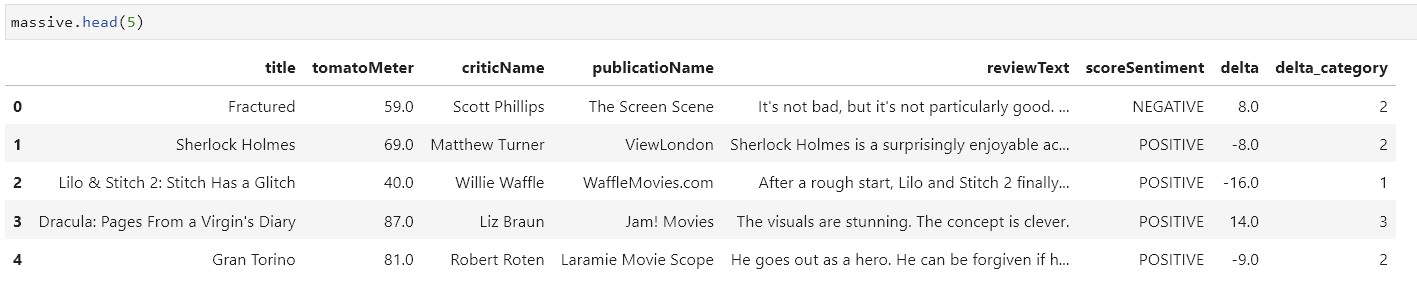 massive.head(5)
title tomatoMeter criticName publicatioName reviewText scoreSentiment delta delta_category
0 Fractured 59.0 Scott Phillips The Screen Scene It's not bad, but it's not particularly good. ... NEGATIVE 8.0 2
1 Sherlock Holmes 69.0 Matthew Turner ViewLondon Sherlock Holmes is a surprisingly enjoyable ac... POSITIVE -8.0 2
2 Lilo & Stitch 2: Stitch Has a Glitch 40.0 Willie Waffle WaffleMovies.com After a rough start, Lilo and Stitch 2 finally... POSITIVE -16.0 1
3 Dracula: Pages From a Virgin's Diary 87.0 Liz Braun Jam! Movies The visuals are stunning. The concept is clever. POSITIVE 14.0 3
4 Gran Torino 81.0 Robert Roten Laramie Movie Scope He goes out as a hero. He can be forgiven if h... POSITIVE -9.0 2